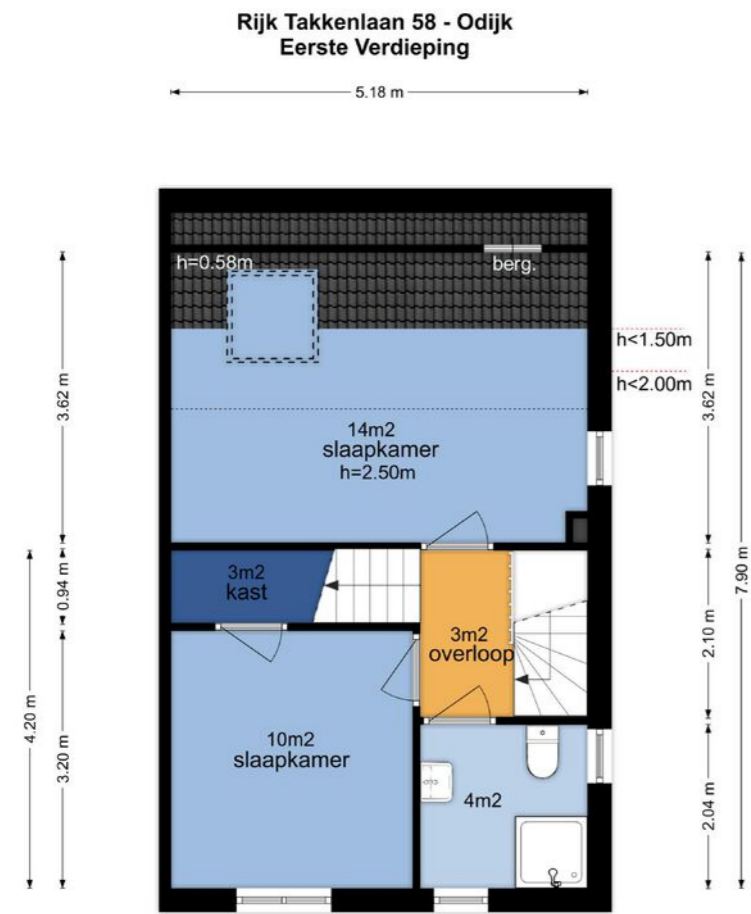 Rijk Takkenlaan 58 - Odijk
Eerste Verdieping
5.18 m
h=0.58m
berg.
h<1.50m
h<2.00m
3.62 m
3.62 m
14m2
slaapkamer
h=2.50m
7.90 m
0.94 m
3m2
kast
2.10 m
3m2
overloop
4.20 m
3.20 m
10m2
slaapkamer
4m2
2.04 m